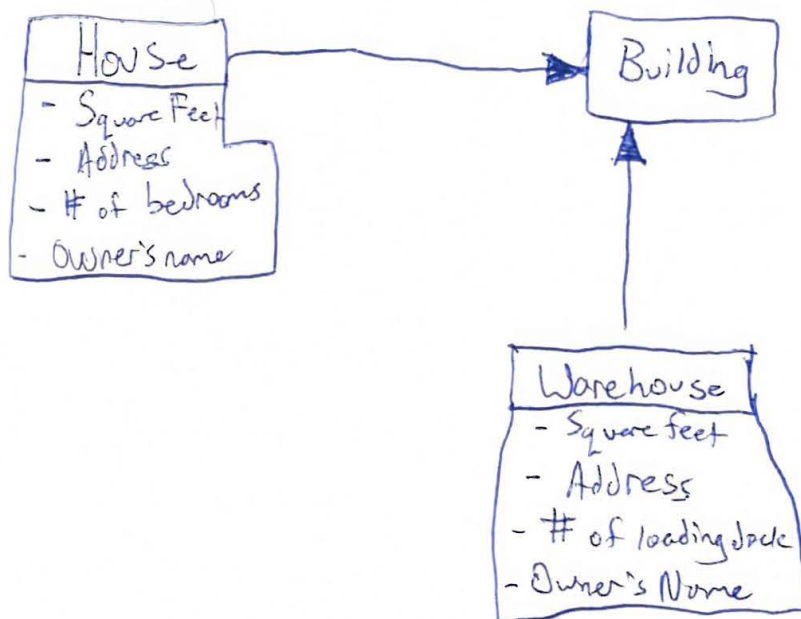 House
- Square Feet
- Address
- # of bedrooms
- Owner's name
Building
Warehouse
- Square feet
- Address
- # of loading dock
- Owner's Name